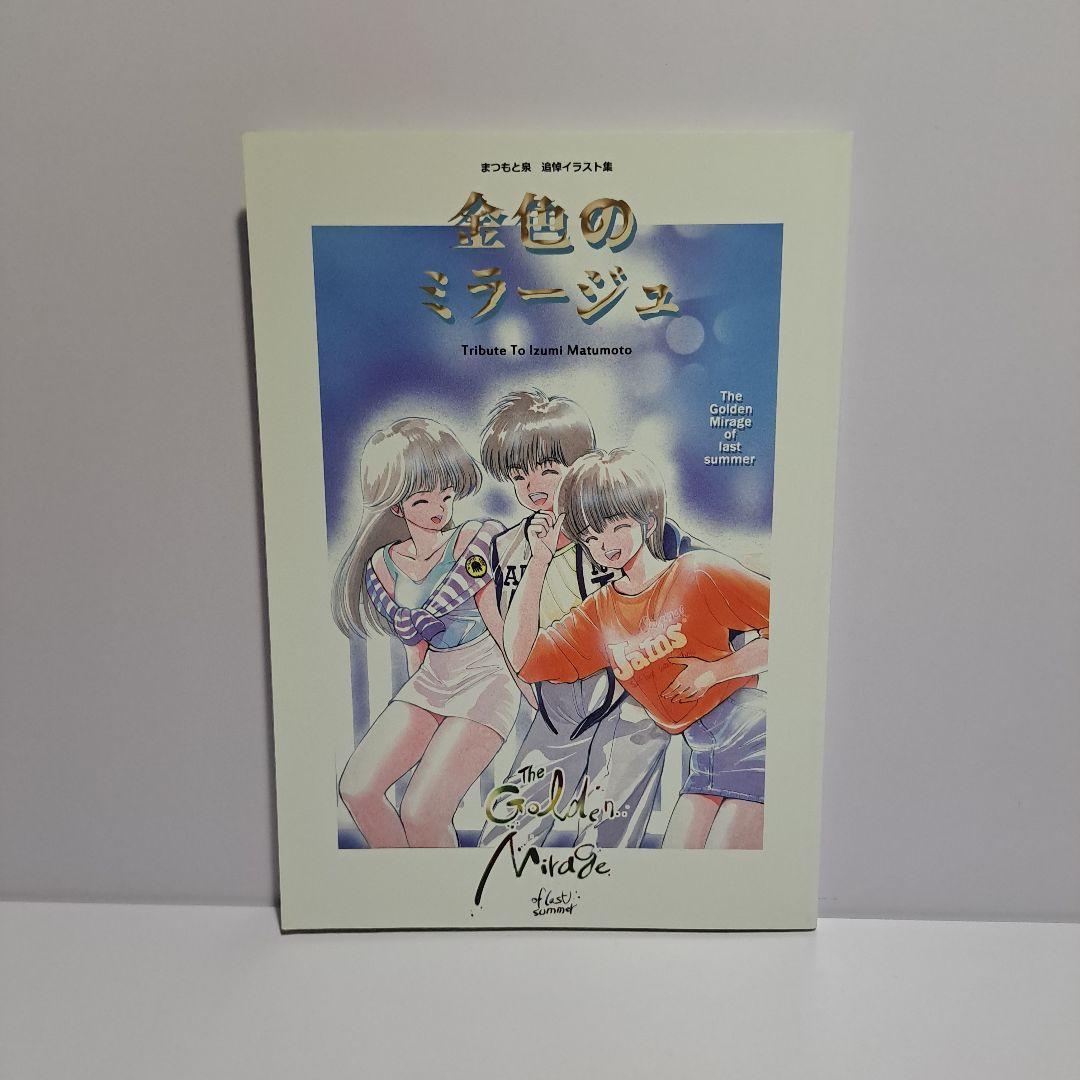 まつもと泉　追悼イラスト集
金色の
ミラージュ
Tribute To Izumi Matumoto
The
Golden
Mirage
of
last
summer
Jams
The
Golden
Mirage
of last
summer